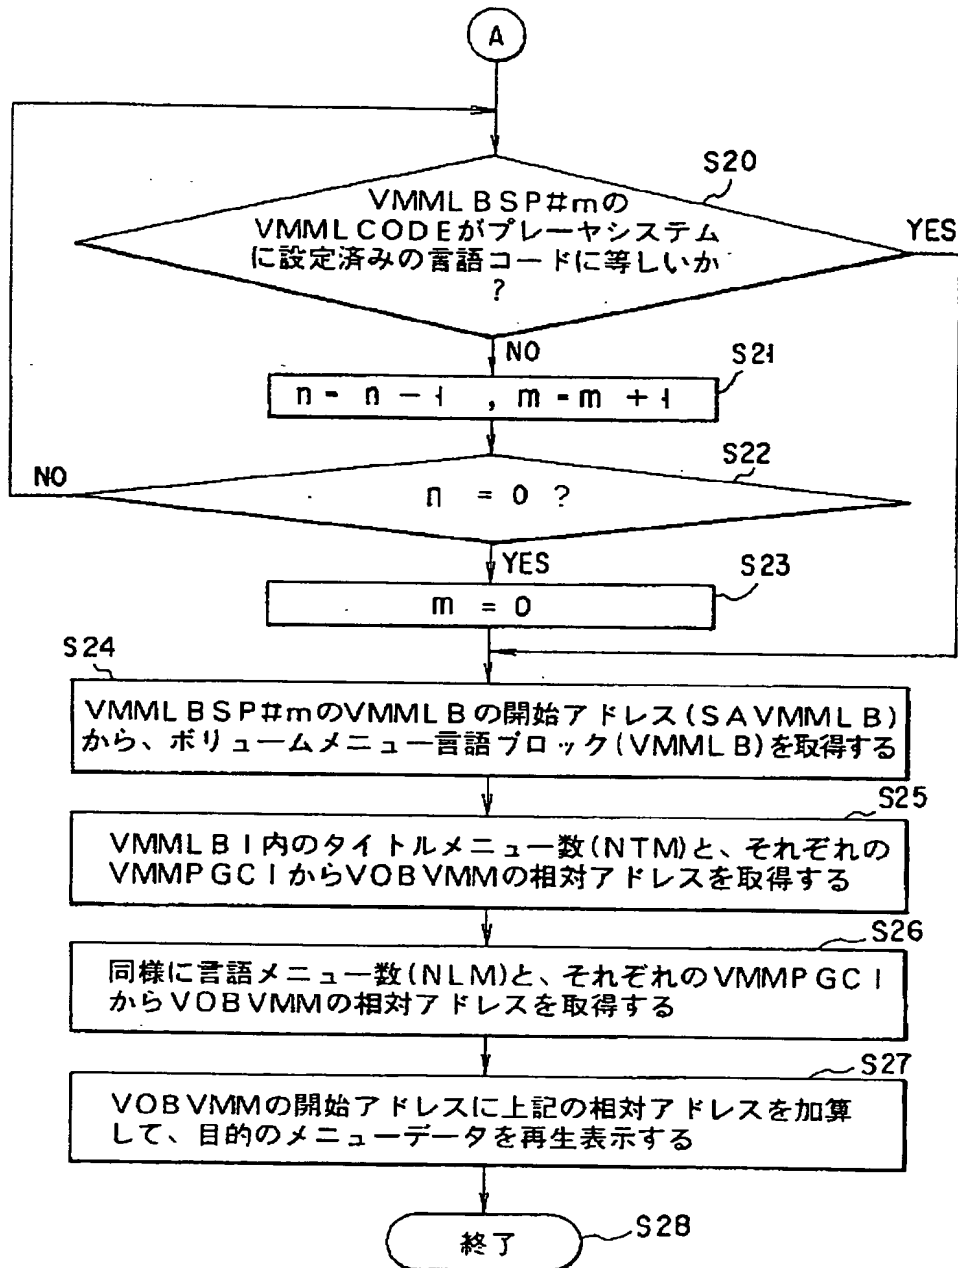 A
S20
VMMLBSP#mの
VMMLCODEがプレーヤシステム
に設定済みの言語コードに等しいか
?
YES
NO
S21
n = n - 1 , m = m + 1
S22
NO
n = 0 ?
YES
S23
m = 0
S24
VMMLBSP#mのVMMLBの開始アドレス(SAVMMLB)
から、ボリュームメニュー言語ブロック(VMMLB)を取得する
S25
VMMLBI内のタイトルメニュー数(NTM)と、それぞれの
VMMPGCIからVOBVMMの相対アドレスを取得する
S26
同様に言語メニュー数(NLM)と、それぞれのVMMPGCI
からVOBVMMの相対アドレスを取得する
S27
VOBVMMの開始アドレスに上記の相対アドレスを加算
して、目的のメニューデータを再生表示する
終了
S28